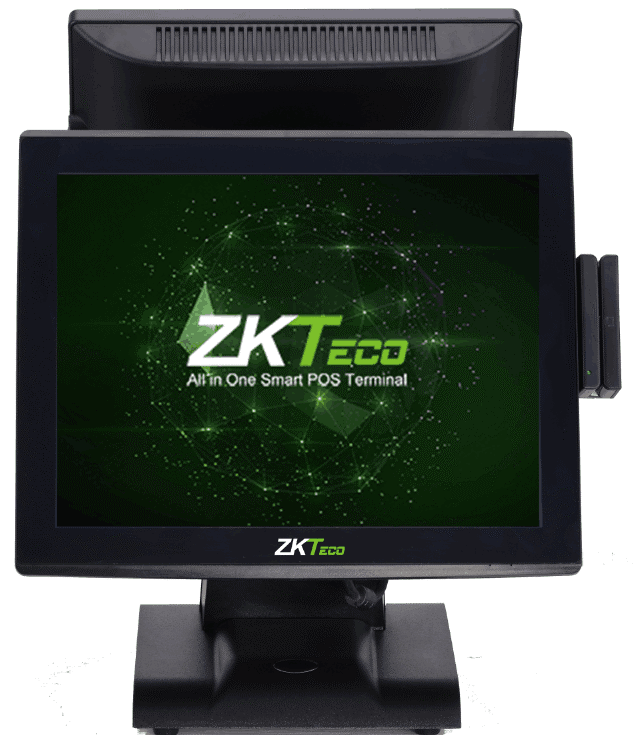 ZKTECO
All in One Smart POS Terminal
ZKTECO